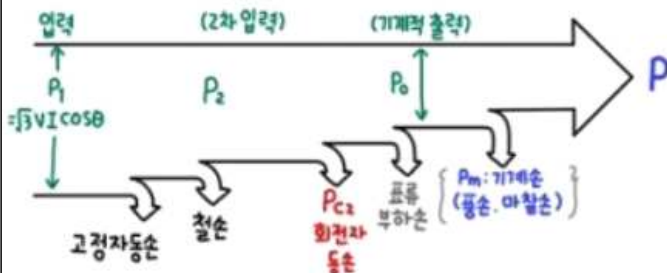 입력
(2차 입력)
(기계적 출력)
P₁
=√3VICOSθ
P₂
P₀
P
고정자동손
철손
P꜀₂
회전자
동손
표류
부하손
Pm:기계손
(풍손, 마찰손)